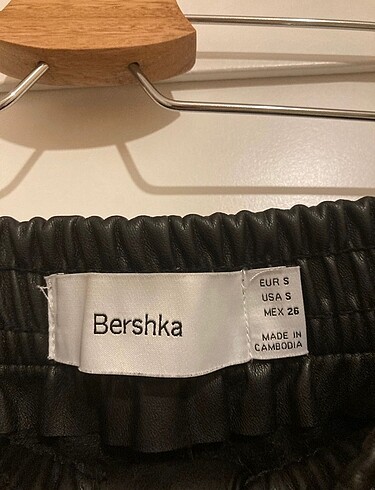 Bershka
EUR S
USA S
MEX 26
MADE IN
CAMBODIA